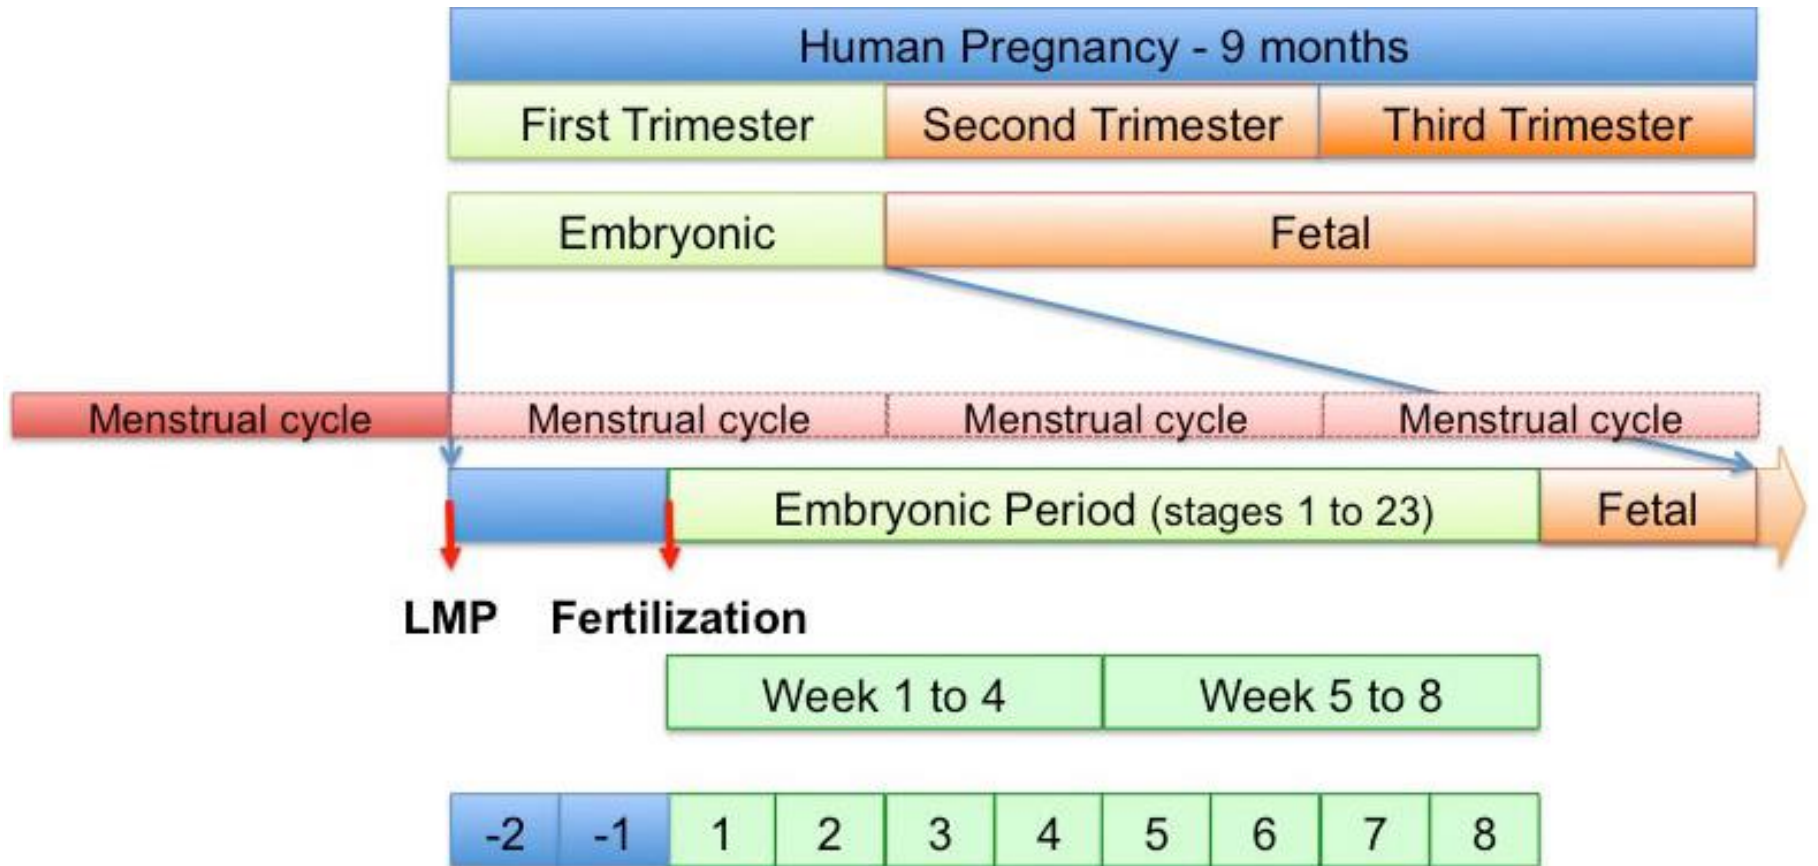 Human Pregnancy - 9 months
First Trimester Second Trimester Third Trimester
Embryonic Fetal
Menstrual cycle Menstrual cycle Menstrual cycle Menstrual cycle
Embryonic Period (stages 1 to 23) Fetal
LMP Fertilization
Week 1 to 4 Week 5 to 8
-2 -1 1 2 3 4 5 6 7 8